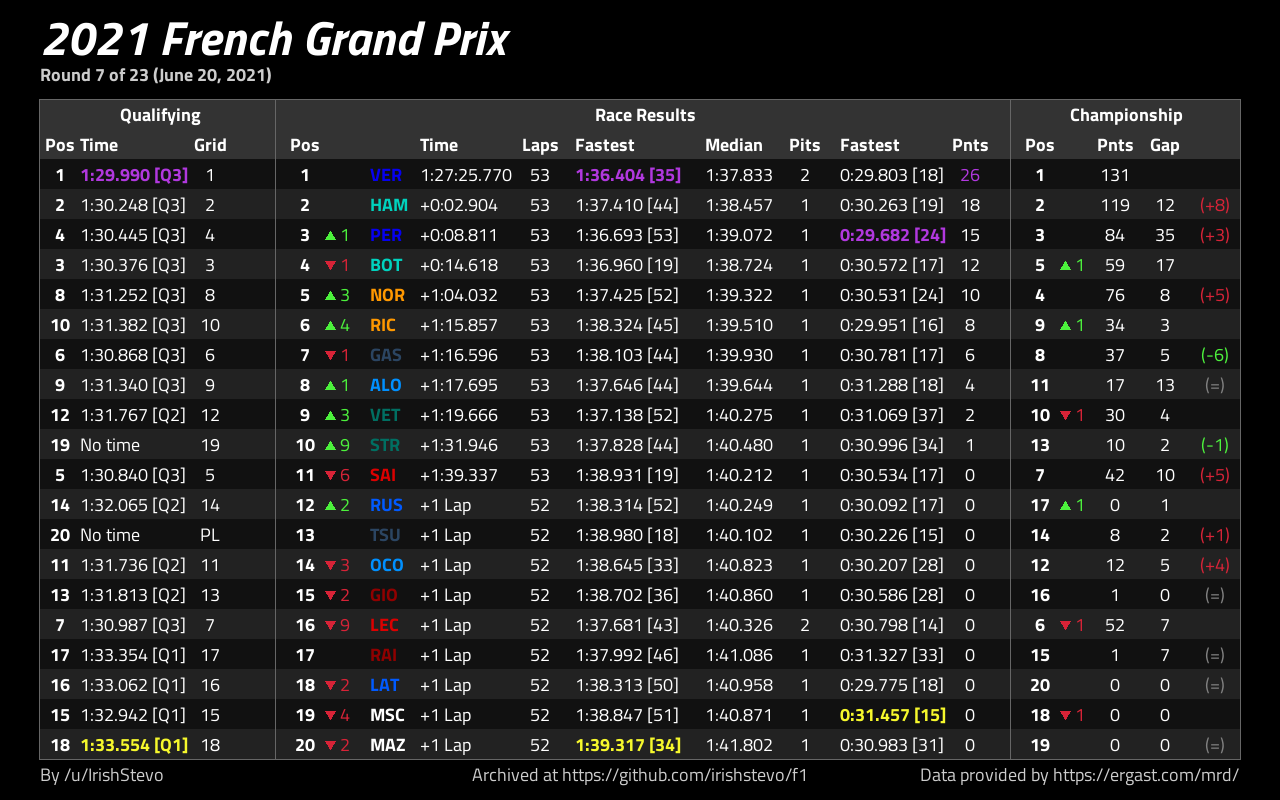 2021 French Grand Prix
Round 7 of 23 (June 20, 2021)
Qualifying Race Results Championship
Pos Time Grid Pos Time Laps Fastest Median Pits Fastest Pnts Pos Pnts Gap
1 1:29.990 [Q3] 1 1 VER 1:27:25.770 53 1:36.404 [35] 1:37.833 2 0:29.803 [18] 26 1 131
2 1:30.248 [Q3] 2 2 HAM +0:02.904 53 1:37.410 [44] 1:38.457 1 0:30.263 [19] 18 2 119 12 (+8)
4 1:30.445 [Q3] 4 3 ▲1 PER +0:08.811 53 1:36.693 [53] 1:39.072 1 0:29.682 [24] 15 3 84 35 (+3)
3 1:30.376 [Q3] 3 4 ▼1 BOT +0:14.618 53 1:36.960 [19] 1:38.724 1 0:30.572 [17] 12 5 ▲1 59 17
8 1:31.252 [Q3] 8 5 ▲3 NOR +1:04.032 53 1:37.425 [52] 1:39.322 1 0:30.531 [24] 10 4 76 8 (+5)
10 1:31.382 [Q3] 10 6 ▲4 RIC +1:15.857 53 1:38.324 [45] 1:39.510 1 0:29.951 [16] 8 9 ▲1 34 3
6 1:30.868 [Q3] 6 7 ▼1 GAS +1:16.596 53 1:38.103 [44] 1:39.930 1 0:30.781 [17] 6 8 37 5 (-6)
9 1:31.340 [Q3] 9 8 ▲1 ALO +1:17.695 53 1:37.646 [44] 1:39.644 1 0:31.288 [18] 4 11 17 13 (=)
12 1:31.767 [Q2] 12 9 ▲3 VET +1:19.666 53 1:37.138 [52] 1:40.275 1 0:31.069 [37] 2 10 ▼1 30 4
19 No time 19 10 ▲9 STR +1:31.946 53 1:37.828 [44] 1:40.480 1 0:30.996 [34] 1 13 10 2 (-1)
5 1:30.840 [Q3] 5 11 ▼6 SAI +1:39.337 53 1:38.931 [19] 1:40.212 1 0:30.534 [17] 0 7 42 10 (+5)
14 1:32.065 [Q2] 14 12 ▲2 RUS +1 Lap 52 1:38.314 [52] 1:40.249 1 0:30.092 [17] 0 17 ▲1 0 1
20 No time PL 13 TSU +1 Lap 52 1:38.980 [18] 1:40.102 1 0:30.226 [15] 0 14 8 2 (+1)
11 1:31.736 [Q2] 11 14 ▼3 OCO +1 Lap 52 1:38.645 [33] 1:40.823 1 0:30.207 [28] 0 12 12 5 (+4)
13 1:31.813 [Q2] 13 15 ▼2 GIO +1 Lap 52 1:38.702 [36] 1:40.860 1 0:30.586 [28] 0 16 1 0 (=)
7 1:30.987 [Q3] 7 16 ▼9 LEC +1 Lap 52 1:37.681 [43] 1:40.326 2 0:30.798 [14] 0 6 ▼1 52 7
17 1:33.354 [Q1] 17 17 RAI +1 Lap 52 1:37.992 [46] 1:41.086 1 0:31.327 [33] 0 15 1 7 (=)
16 1:33.062 [Q1] 16 18 ▼2 LAT +1 Lap 52 1:38.313 [50] 1:40.958 1 0:29.775 [18] 0 20 0 0 (=)
15 1:32.942 [Q1] 15 19 ▼4 MSC +1 Lap 52 1:38.847 [51] 1:40.871 1 0:31.457 [15] 0 18 ▼1 0 0
18 1:33.554 [Q1] 18 20 ▼2 MAZ +1 Lap 52 1:39.317 [34] 1:41.802 1 0:30.983 [31] 0 19 0 0 (=)
By /u/IrishStevo Archived at https://github.com/irishstevo/f1 Data provided by https://ergast.com/mrd/